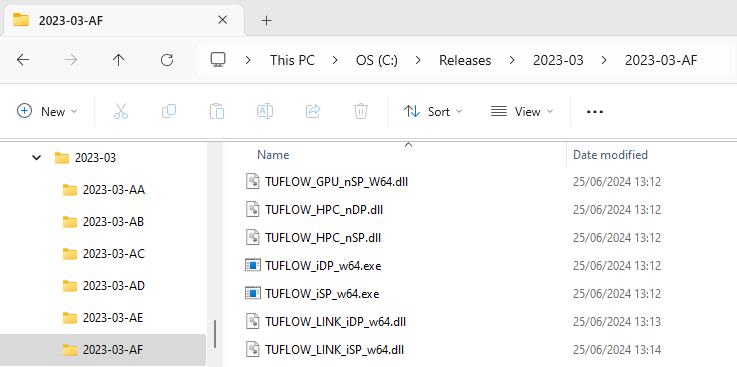 2023-03-AF
This PC > OS (C:) > Releases > 2023-03 > 2023-03-AF
New Sort View
Name Date modified
2023-03
2023-03-AA
2023-03-AB
2023-03-AC
2023-03-AD
2023-03-AE
2023-03-AF
TUFLOW_GPU_nSP_W64.dll 25/06/2024 13:12
TUFLOW_HPC_nDP.dll 25/06/2024 13:12
TUFLOW_HPC_nSP.dll 25/06/2024 13:12
TUFLOW_iDP_w64.exe 25/06/2024 13:12
TUFLOW_iSP_w64.exe 25/06/2024 13:12
TUFLOW_LINK_iDP_w64.dll 25/06/2024 13:13
TUFLOW_LINK_iSP_w64.dll 25/06/2024 13:14